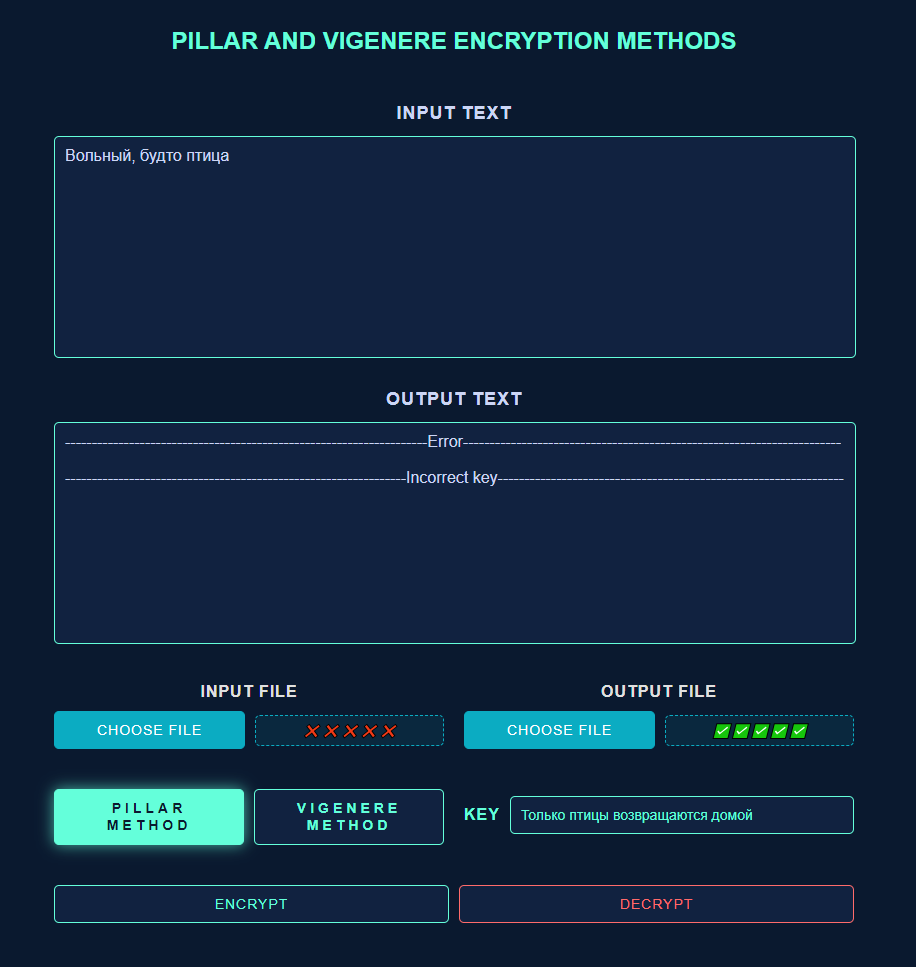 PILLAR AND VIGENERE ENCRYPTION METHODS
INPUT TEXT
Вольный, будто птица
OUTPUT TEXT
----------------------------------------------------------------------Error-------------------------------------------------------------------------
------------------------------------------------------------------Incorrect key-------------------------------------------------------------------
INPUT FILE
OUTPUT FILE
CHOOSE FILE
❌❌❌❌❌
CHOOSE FILE
✅✅✅✅✅
PILLAR
METHOD
VIGENERE
METHOD
KEY
Только птицы возвращаются домой
ENCRYPT
DECRYPT